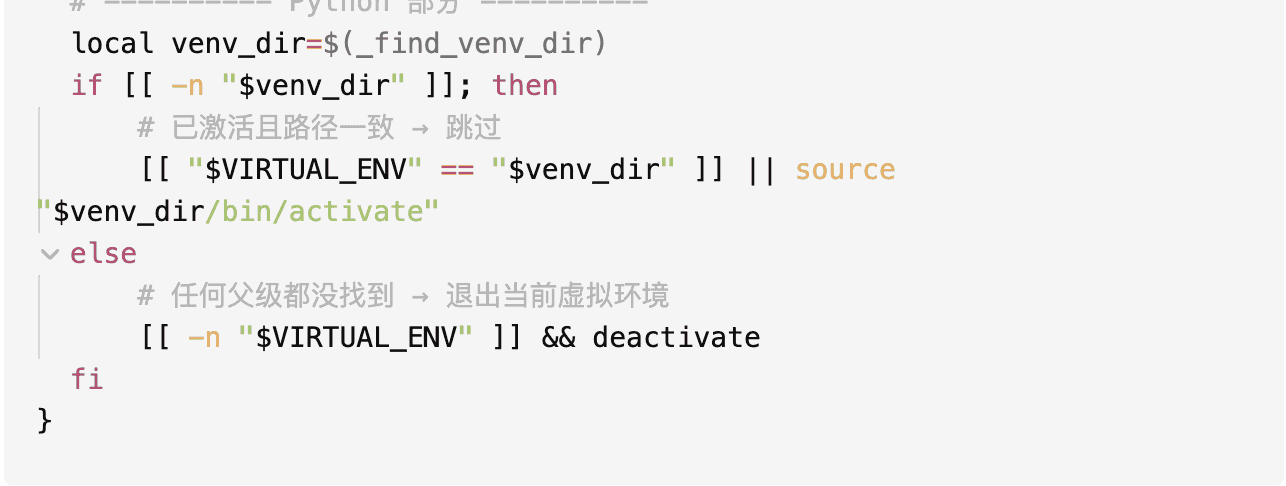 # ========== Python 部分 ==========
local venv_dir=$(_find_venv_dir)
if [[ -n "$venv_dir" ]]; then
# 已激活且路径一致 → 跳过
[[ "$VIRTUAL_ENV" == "$venv_dir" ]] || source
"$venv_dir/bin/activate"
else
# 任何父级都没找到 → 退出当前虚拟环境
[[ -n "$VIRTUAL_ENV" ]] && deactivate
fi
}